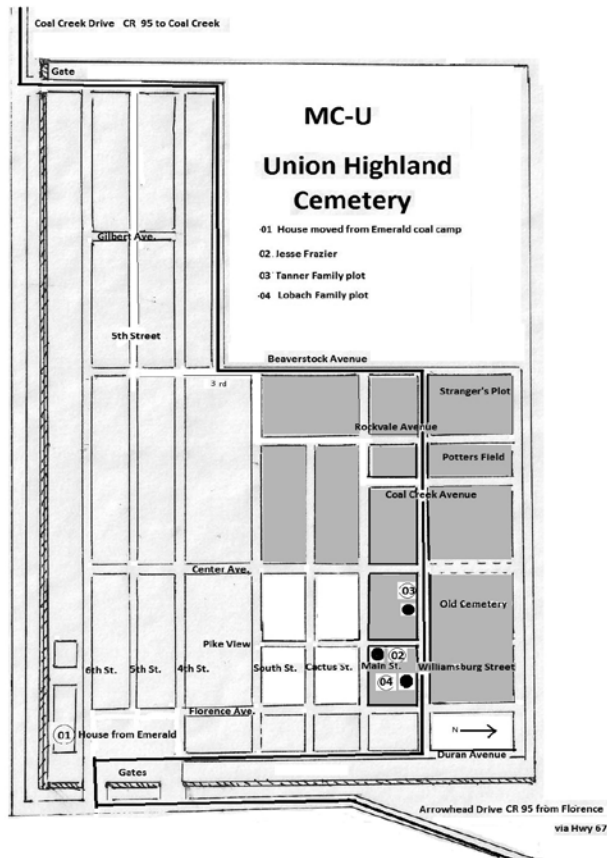 Coal Creek Drive CR 95 to Coal Creek
Gate
MC-U
Union Highland
Cemetery
01 House moved from Emerald coal camp
02. Jesse Frazier
03 Tanner Family plot
04 Lobach Family plot
Gilbert Ave.
5th Street
Beaverstock Avenue
3 rd
Stranger's Plot
Rockvale Avenue
Potters Field
Coal Creek Avenue
Center Ave.
03
Old Cemetery
Pike View
02
6th St. 5th St. 4th St. South St. Cactus St. Main St. Williamsburg Street
04
Florence Ave.
01 House from Emerald
N
Duran Avenue
Gates
Arrowhead Drive CR 95 from Florence
via Hwy 67